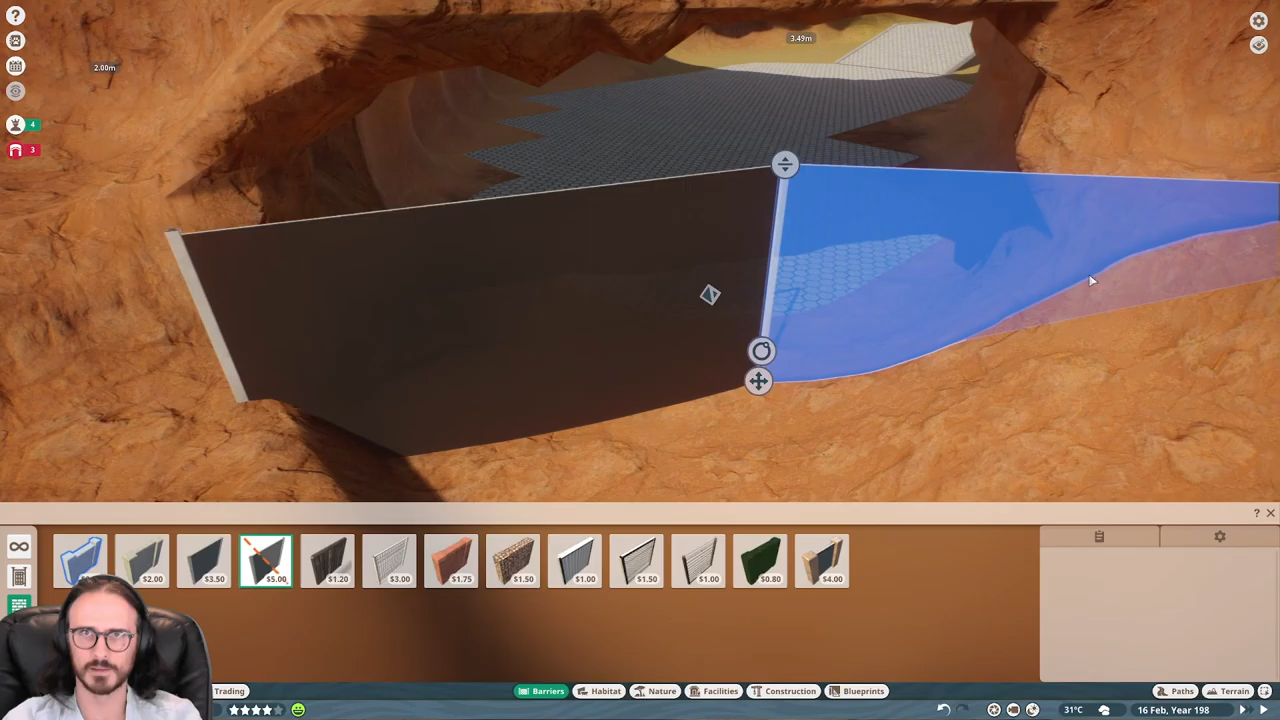 ?
3.49m
2.00m
4
3
? ×
$2.00
$3.50
$5.00
$1.20
$3.00
$1.75
$1.50
$1.00
$1.50
$1.00
$0.80
$4.00
Trading
Barriers
Habitat
Nature
Facilities
Construction
Blueprints
Paths
Terrain
31°C
16 Feb, Year 198